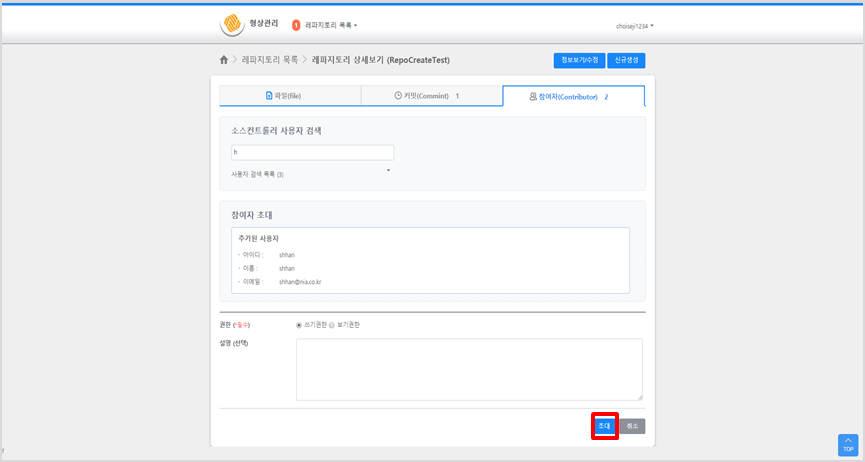 형상관리
1 레파지토리 목록
choiseji1234
레파지토리 목록 > 레파지토리 상세보기 (RepoCreateTest)
정보보기/수정 신규생성
파일(file) 커밋(Commint) 1 참여자(Contributor) 2
소스컨트롤러 사용자 검색
h
사용자 검색 목록 (3)
참여자 초대
추가된 사용자
- 아이디 : shhan
- 이름 : shhan
- 이메일 : shhan@nia.co.kr
권한 (*필수) 쓰기권한 보기권한
설명 (선택)
초대 취소
TOP